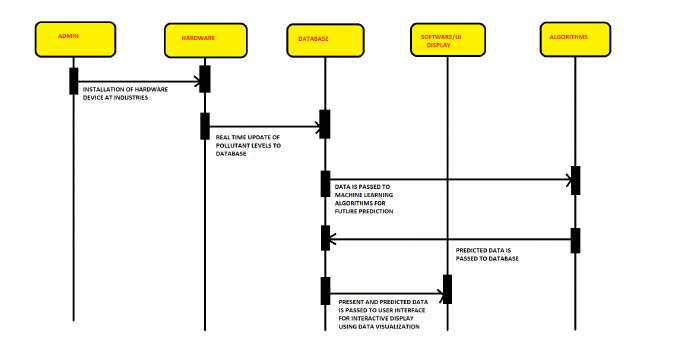 ADMIN
HARDWARE
DATABASE
SOFTWARE/UI
DISPLAY
ALGORITHMS
INSTALLATION OF HARDWARE
DEVICE AT INDUSTRIES
REAL TIME UPDATE OF
POLLUTANT LEVELS TO
DATABASE
DATA IS PASSED TO
MACHINE LEARNING
ALGORITHMS FOR
FUTURE PREDICTION
PREDICTED DATA IS
PASSED TO DATABASE
PRESENT AND PREDICTED DATA
IS PASSED TO USER INTERFACE
FOR INTERACTIVE DISPLAY
USING DATA VISUALIZATION